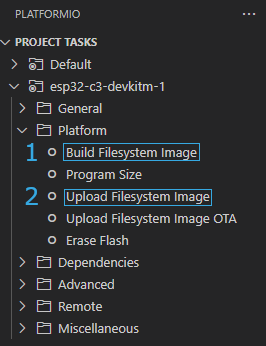 PLATFORMIO
PROJECT TASKS
Default
esp32-c3-devkitm-1
General
Platform
1 Build Filesystem Image
Program Size
2 Upload Filesystem Image
Upload Filesystem Image OTA
Erase Flash
Dependencies
Advanced
Remote
Miscellaneous